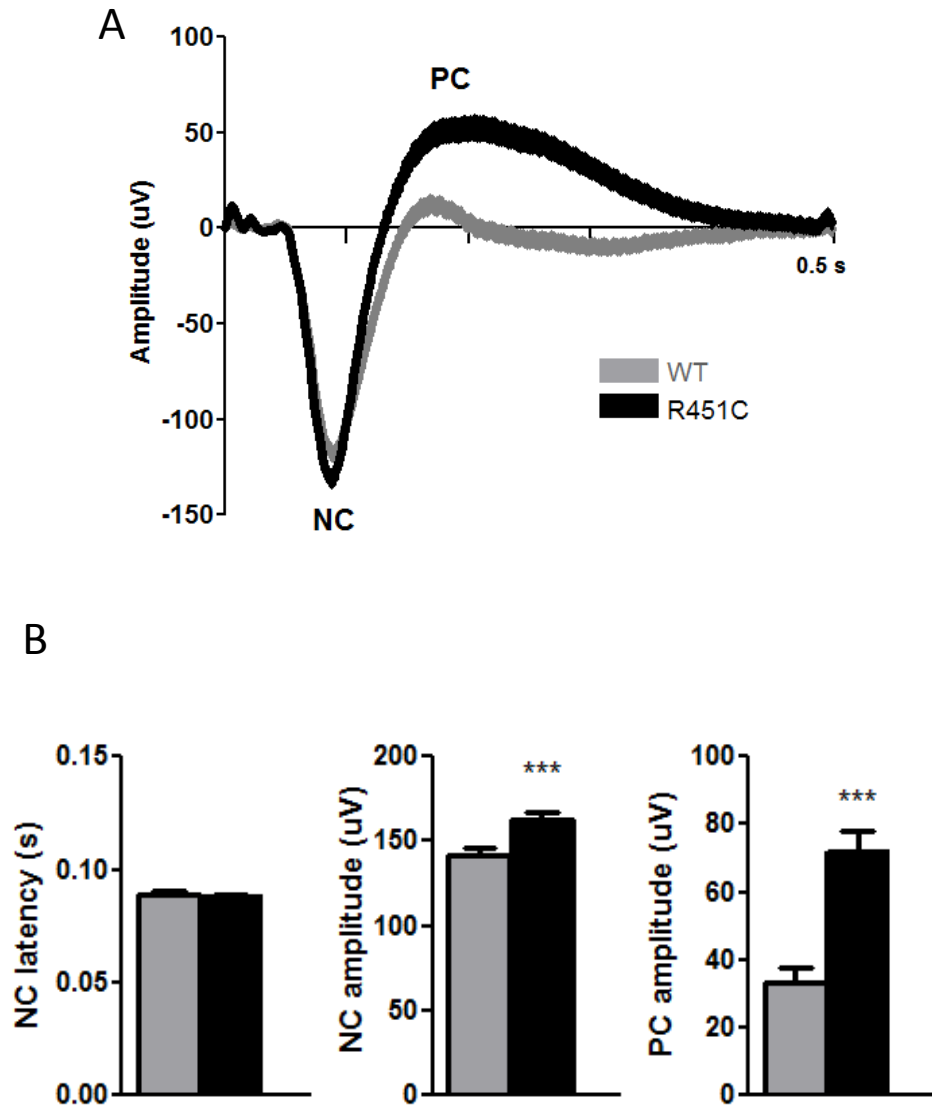 A
100
50
0
-50
-100
-150
Amplitude (uV)
PC
NC
0.5 s
WT
R451C
B
0.15
0.10
0.05
0.00
NC latency (s)
200
150
100
50
0
NC amplitude (uV)
***
100
80
60
40
20
0
PC amplitude (uV)
***